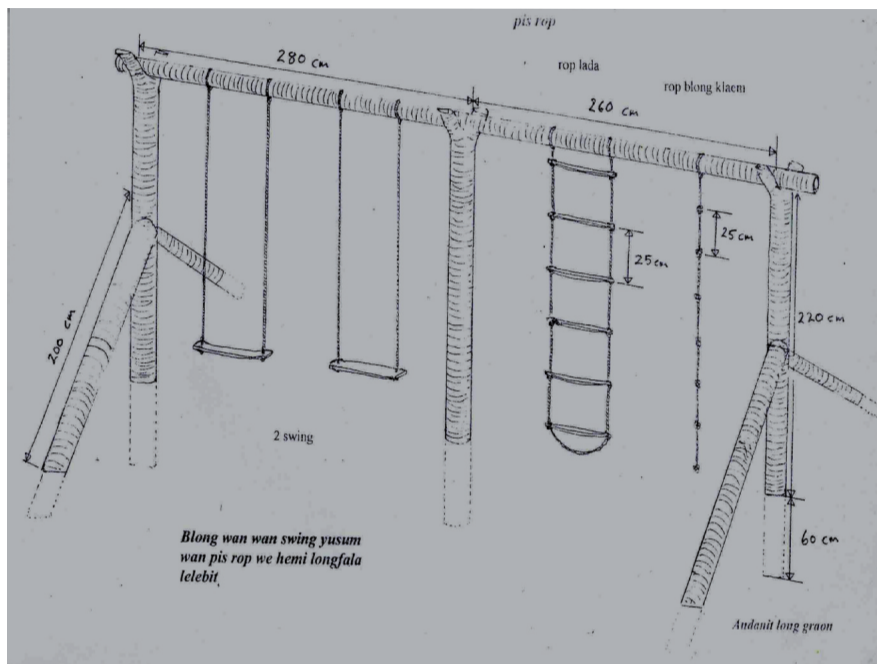 pis rop
280 cm
rop lada
rop blong klaem
260 cm
25 cm
25 cm
200 cm
220 cm
2 swing
Blong wan wan swing yusum
wan pis rop we hemi longfala
lelebit
60 cm
Andanit long graon